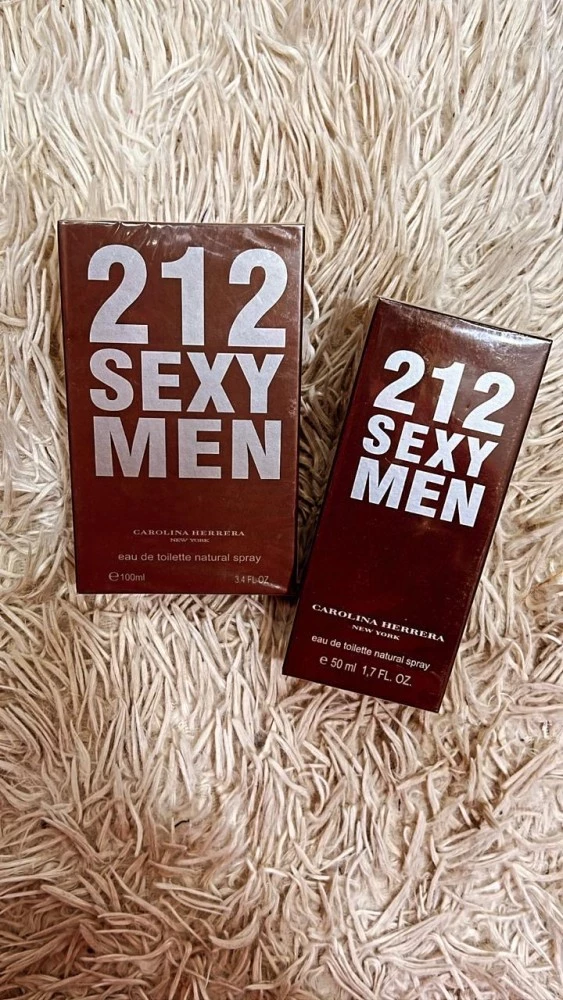 212
SEXY
MEN
CAROLINA HERRERA
NEW YORK
eau de toilette natural spray
℮100ml 3.4 FL.OZ.
212
SEXY
MEN
CAROLINA HERRERA
NEW YORK
eau de toilette natural spray
℮ 50 ml 1,7 FL. OZ.